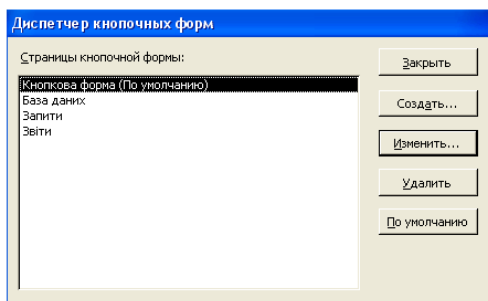 Диспетчер кнопочных форм
Страницы кнопочной формы:
Кнопкова форма (По умолчанию)
База даних
Запити
Звіти
Закрыть
Создать...
Изменить...
Удалить
По умолчанию